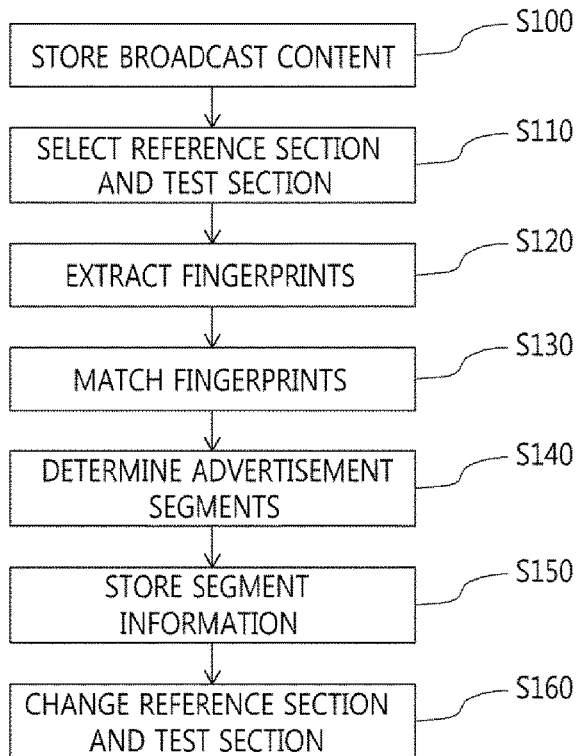 S100
STORE BROADCAST CONTENT
S110
SELECT REFERENCE SECTION
AND TEST SECTION
S120
EXTRACT FINGERPRINTS
S130
MATCH FINGERPRINTS
S140
DETERMINE ADVERTISEMENT
SEGMENTS
S150
STORE SEGMENT
INFORMATION
S160
CHANGE REFERENCE SECTION
AND TEST SECTION